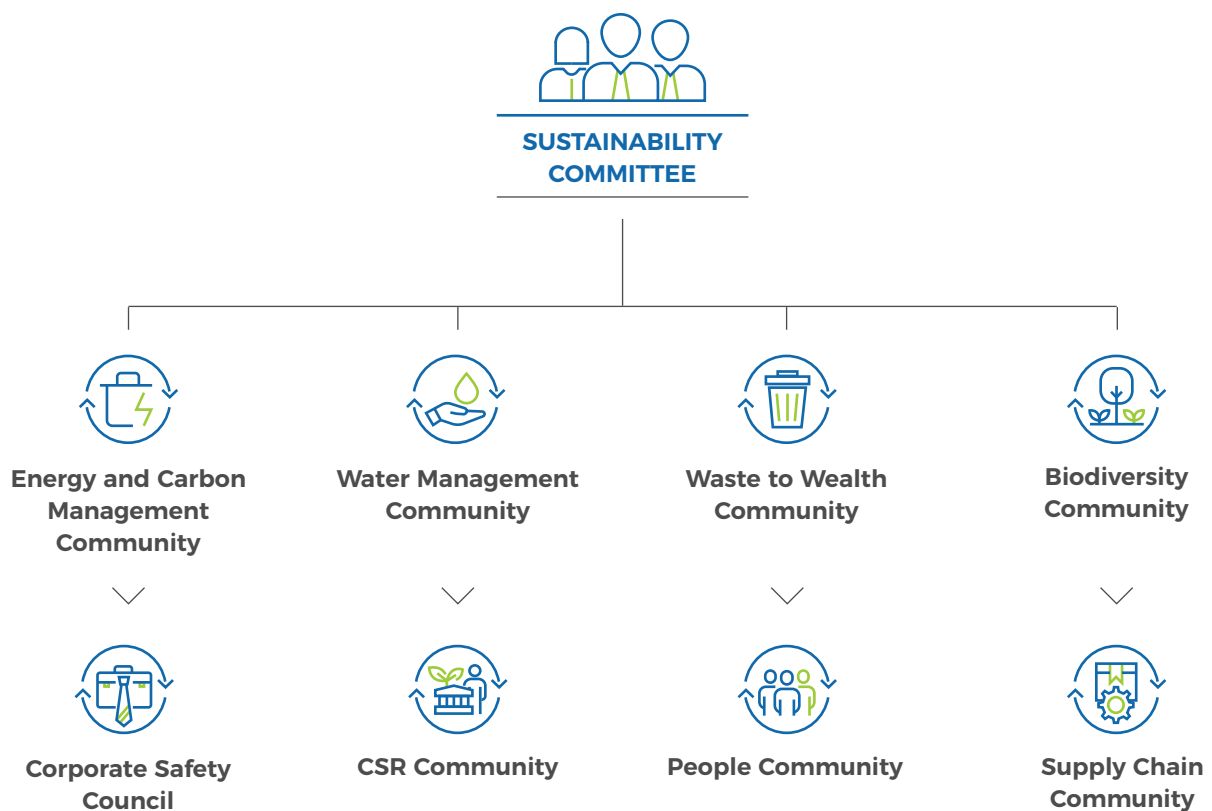 SUSTAINABILITY
COMMITTEE
Energy and Carbon
Management
Community
Water Management
Community
Waste to Wealth
Community
Biodiversity
Community
Corporate Safety
Council
CSR Community
People Community
Supply Chain
Community